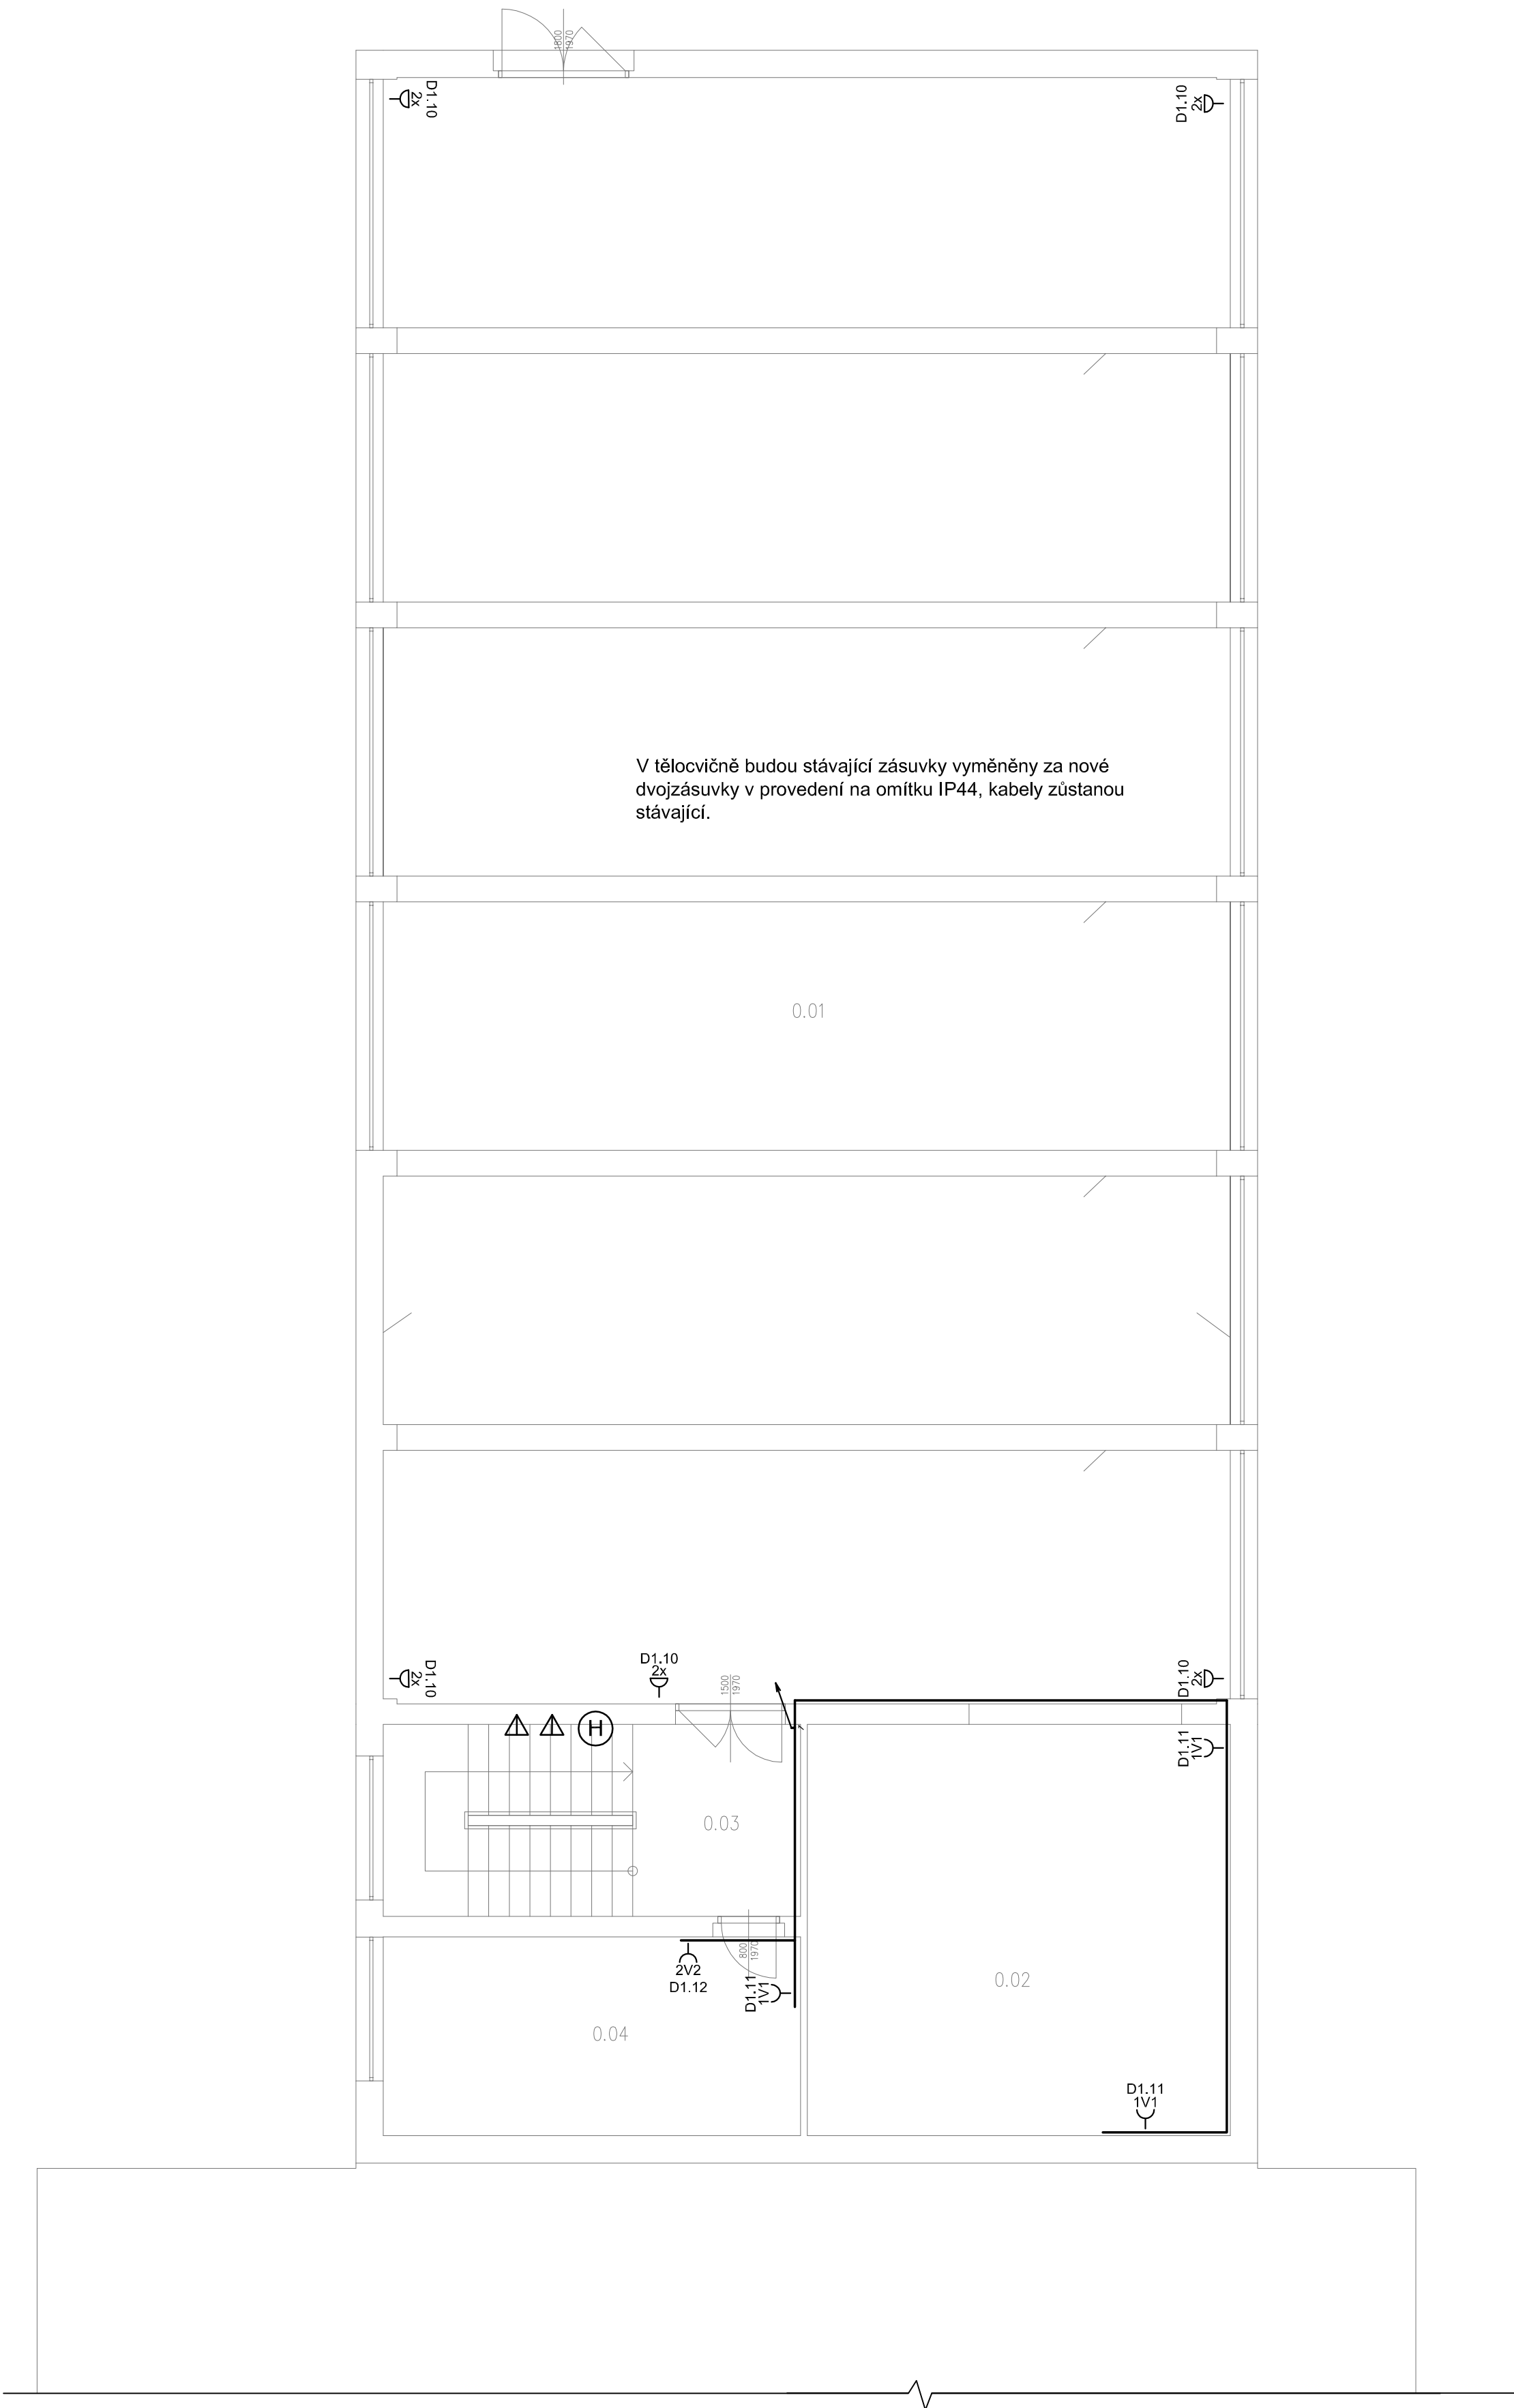 1800
1970
D1.10
2x
D1.10
2x
V tělocvičně budou stávající zásuvky vyměněny za nové
dvojzásuvky v provedení na omítku IP44, kabely zůstanou
stávající.
0.01
D1.10
2x
D1.10
2x
1500
1970
D1.10
2x
H
D1.11
1V1
0.03
800
1970
2V2
D1.12
D1.11
1V1
0.02
0.04
D1.11
1V1